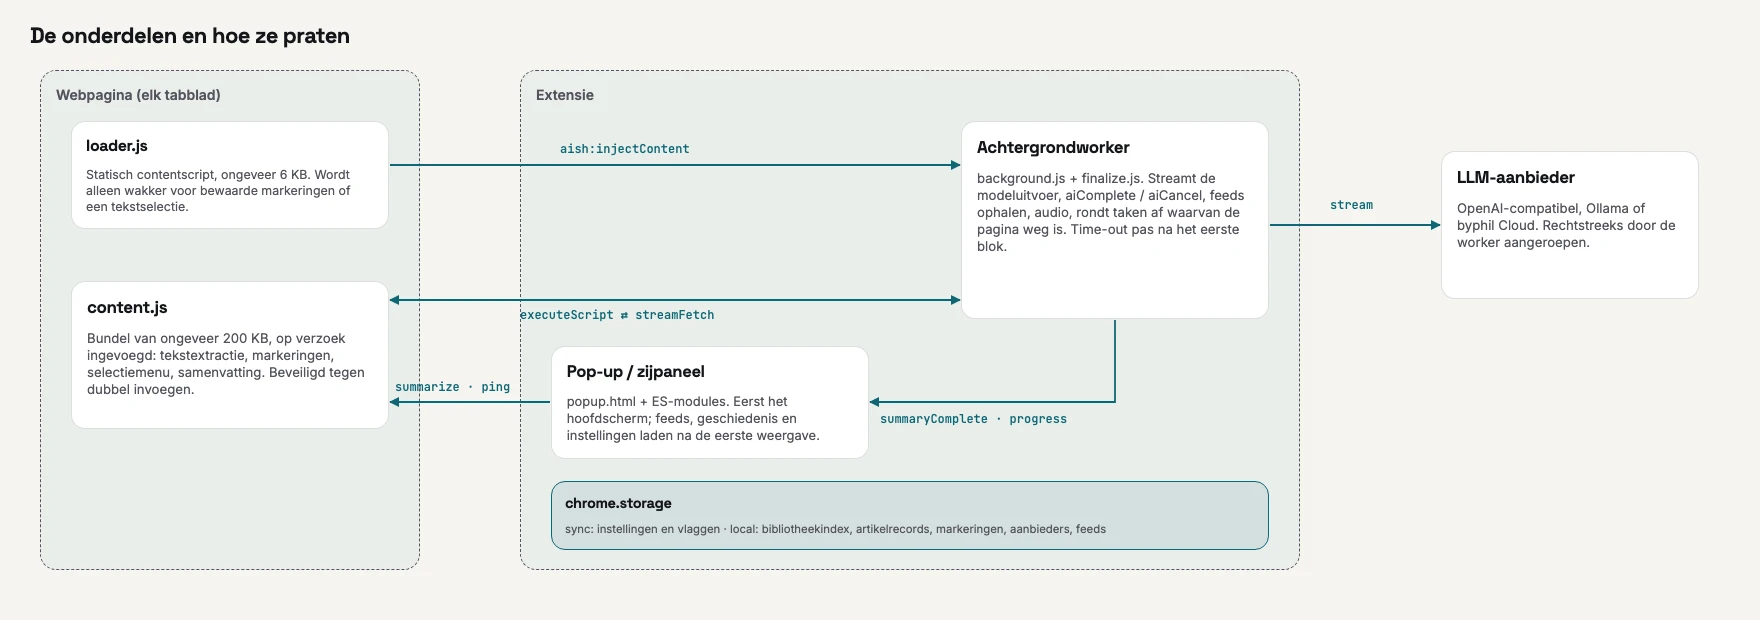 De onderdelen en hoe ze praten
Webpagina (elk tabblad)
loader.js
Statisch contentscript, ongeveer 6 KB. Wordt
alleen wakker voor bewaarde markeringen of
een tekstselectie.
content.js
Bundel van ongeveer 200 KB, op verzoek
ingevoegd: tekstextractie, markeringen,
selectiemenu, samenvatting. Beveiligd tegen
dubbel invoegen.
Extensie
aish:injectContent
executeScript ⇄ streamFetch
summarize · ping
Achtergrondworker
background.js + finalize.js. Streamt de
modeluitvoer, aiComplete / aiCancel, feeds
ophalen, audio, rondt taken af waarvan de
pagina weg is. Time-out pas na het eerste
blok.
Pop-up / zijpaneel
popup.html + ES-modules. Eerst het
hoofdscherm; feeds, geschiedenis en
instellingen laden na de eerste weergave.
summaryComplete · progress
chrome.storage
sync: instellingen en vlaggen · local: bibliotheekindex, artikelrecords, markeringen, aanbieders, feeds
stream
LLM-aanbieder
OpenAI-compatibel, Ollama of
byphil Cloud. Rechtstreeks door de
worker aangeroepen.